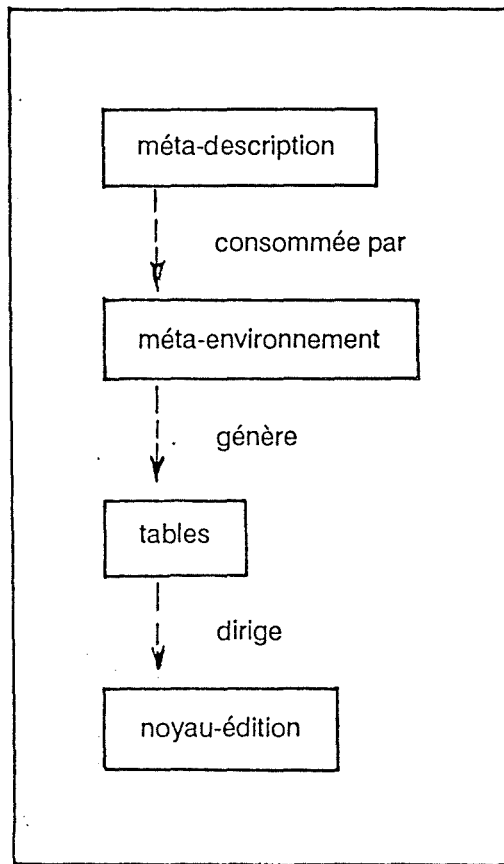 méta-description
consommée par
méta-environnement
génère
tables
dirige
noyau-édition